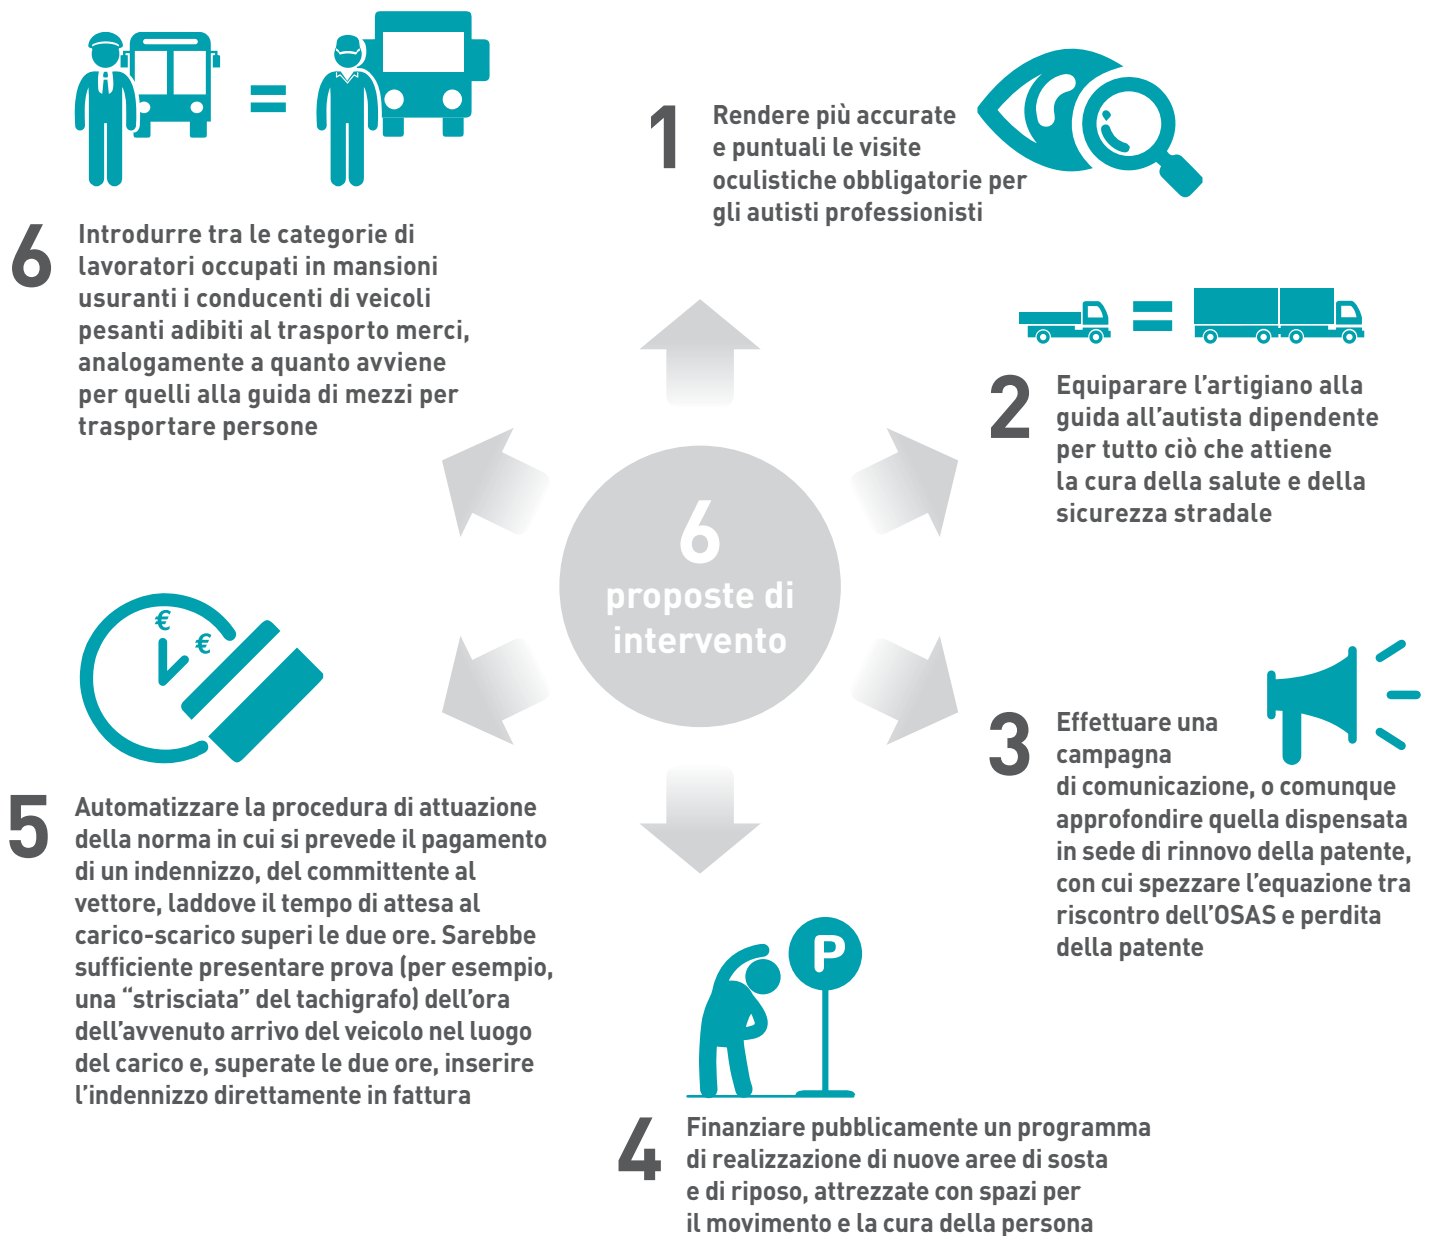 6
proposte di
intervento
1
Rendere più accurate
e puntuali le visite
oculistiche obbligatorie per
gli autisti professionisti
2
Equiparare l’artigiano alla
guida all’autista dipendente
per tutto ciò che attiene
la cura della salute e della
sicurezza stradale
3
Effettuare una
campagna
di comunicazione, o comunque
approfondire quella dispensata
in sede di rinnovo della patente,
con cui spezzare l’equazione tra
riscontro dell’OSAS e perdita
della patente
P
4
Finanziare pubblicamente un programma
di realizzazione di nuove aree di sosta
e di riposo, attrezzate con spazi per
il movimento e la cura della persona
€
€
5
Automatizzare la procedura di attuazione
della norma in cui si prevede il pagamento
di un indennizzo, del committente al
vettore, laddove il tempo di attesa al
carico-scarico superi le due ore. Sarebbe
sufficiente presentare prova (per esempio,
una “strisciata” del tachigrafo) dell’ora
dell’avvenuto arrivo del veicolo nel luogo
del carico e, superate le due ore, inserire
l’indennizzo direttamente in fattura
=
6
Introdurre tra le categorie di
lavoratori occupati in mansioni
usuranti i conducenti di veicoli
pesanti adibiti al trasporto merci,
analogamente a quanto avviene
per quelli alla guida di mezzi per
trasportare persone